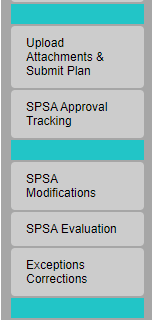 Upload
Attachments &
Submit Plan
SPSA Approval
Tracking
SPSA
Modifications
SPSA Evaluation
Exceptions
Corrections